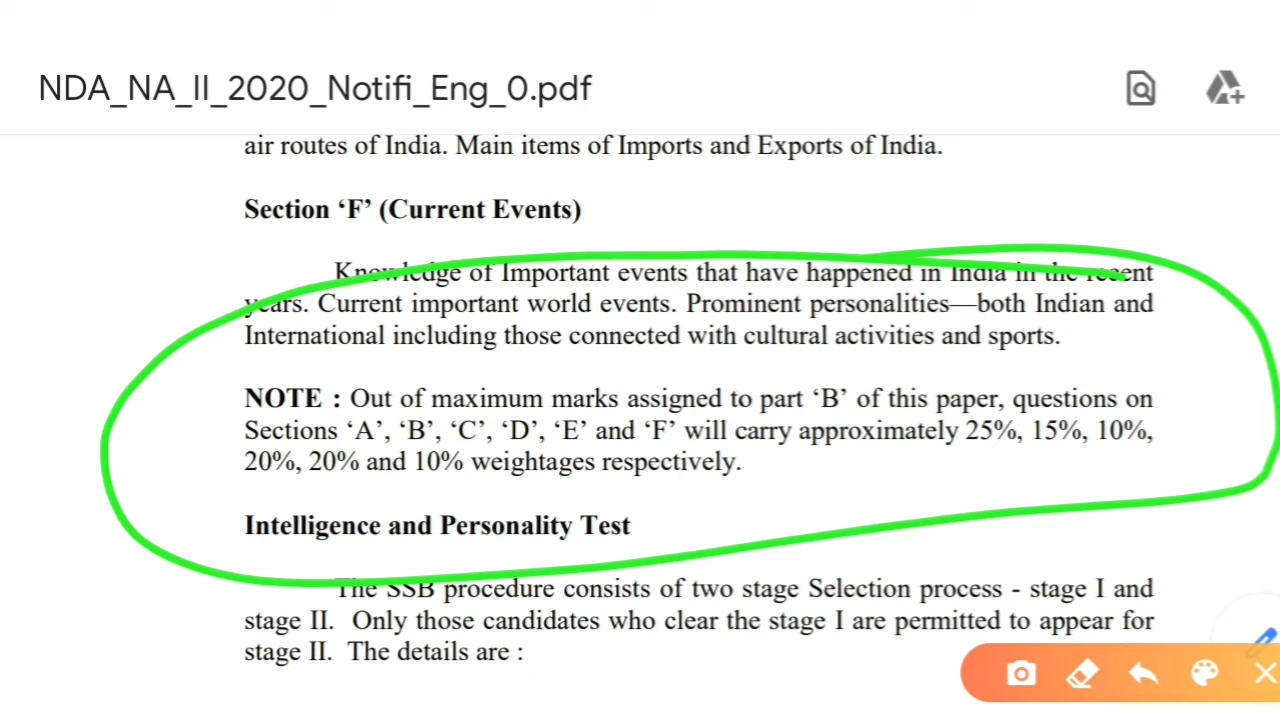 NDA_NA_II_2020_Notifi_Eng_0.pdf
air routes of India. Main items of Imports and Exports of India.
Section ‘F’ (Current Events)
Knowledge of Important events that have happened in India in the recent
years. Current important world events. Prominent personalities—both Indian and
International including those connected with cultural activities and sports.
NOTE : Out of maximum marks assigned to part ‘B’ of this paper, questions on
Sections ‘A’, ‘B’, ‘C’, ‘D’, ‘E’ and ‘F’ will carry approximately 25%, 15%, 10%,
20%, 20% and 10% weightages respectively.
Intelligence and Personality Test
The SSB procedure consists of two stage Selection process - stage I and
stage II. Only those candidates who clear the stage I are permitted to appear for
stage II. The details are :